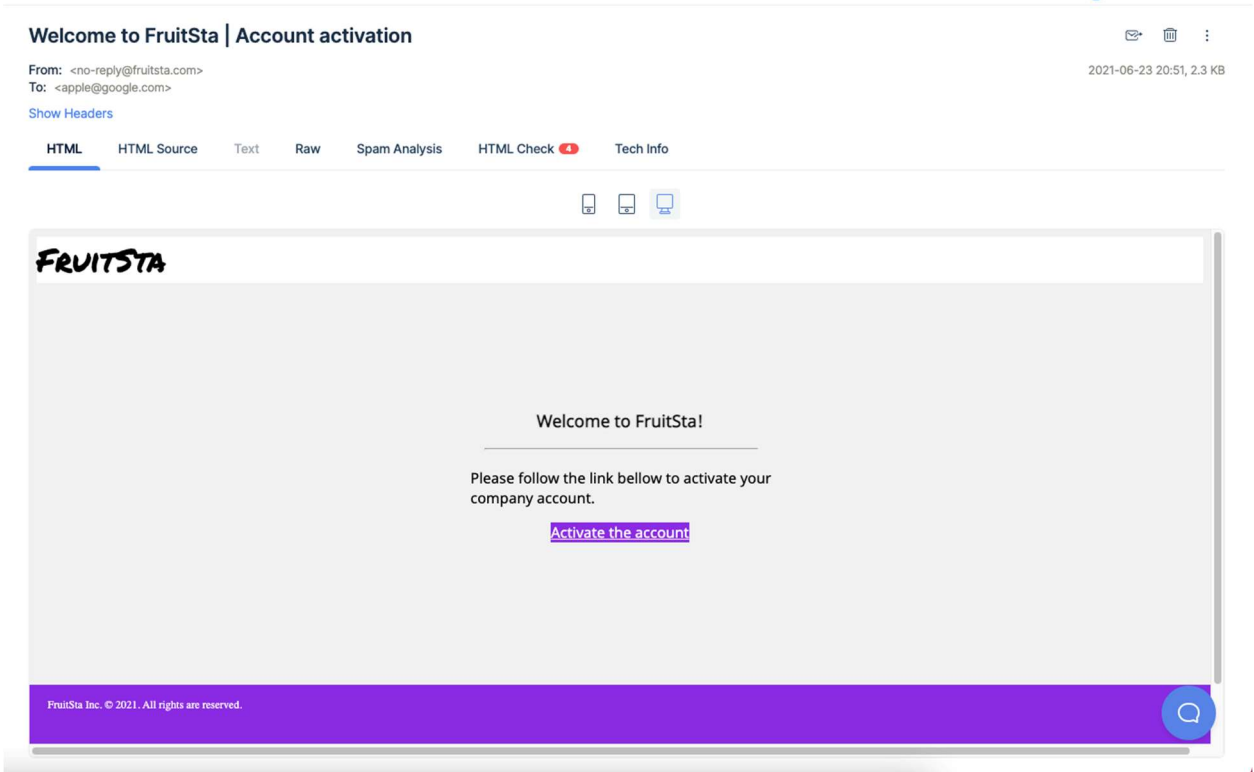 Welcome to FruitSta | Account activation
From: <no-reply@fruitsta.com>
2021-06-23 20:51, 2.3 KB
To: <apple@google.com>
Show Headers
HTML HTML Source Text Raw Spam Analysis HTML Check 4 Tech Info
FRUITSTA
Welcome to FruitSta!
Please follow the link bellow to activate your
company account.
Activate the account
FruitSta Inc. © 2021. All rights are reserved.